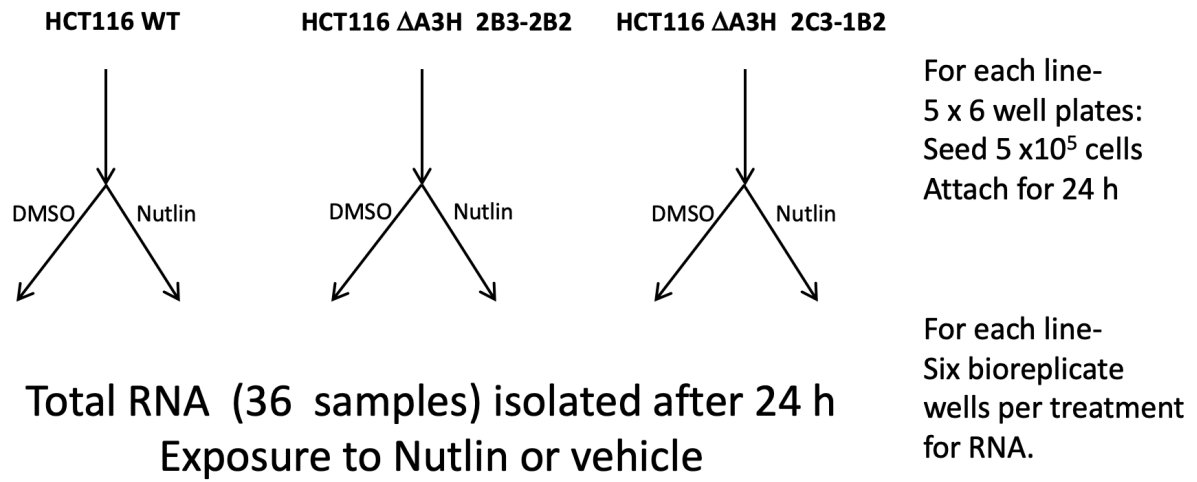 HCT116 WT
HCT116 ΔA3H 2B3-2B2
HCT116 ΔA3H 2C3-1B2
For each line-
5 x 6 well plates:
Seed 5 x10⁵ cells
Attach for 24 h
DMSO
Nutlin
DMSO
Nutlin
DMSO
Nutlin
For each line-
Six bioreplicate
wells per treatment
for RNA.
Total RNA (36 samples) isolated after 24 h
Exposure to Nutlin or vehicle